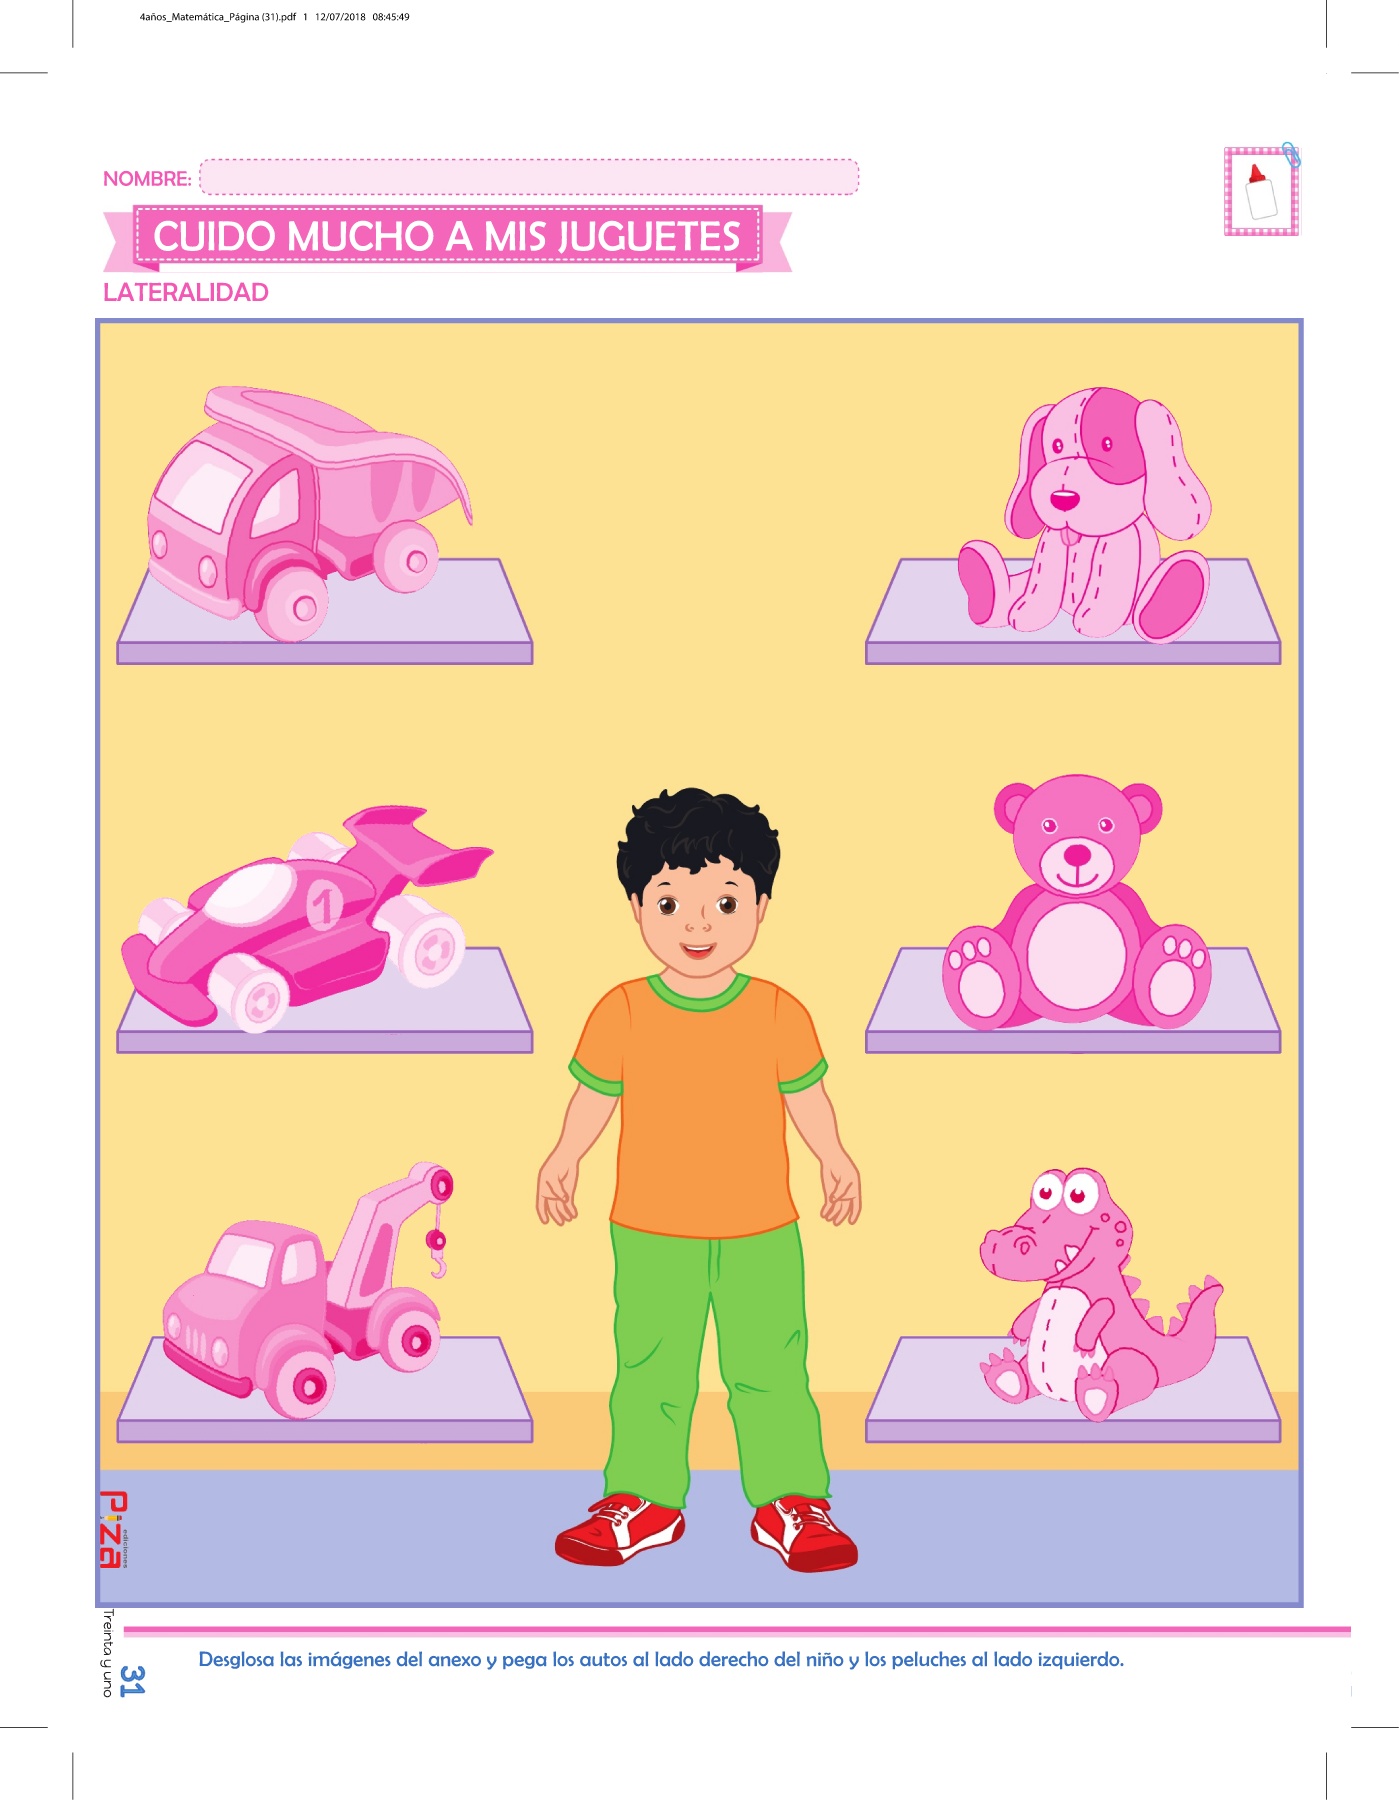 4años_Matemática_Página (31).pdf 1 12/07/2018 08:45:49
NOMBRE:
CUIDO MUCHO A MIS JUGUETES
LATERALIDAD
1
Piza
ediciones
Treinta y uno
31
Desglosa las imágenes del anexo y pega los autos al lado derecho del niño y los peluches al lado izquierdo.